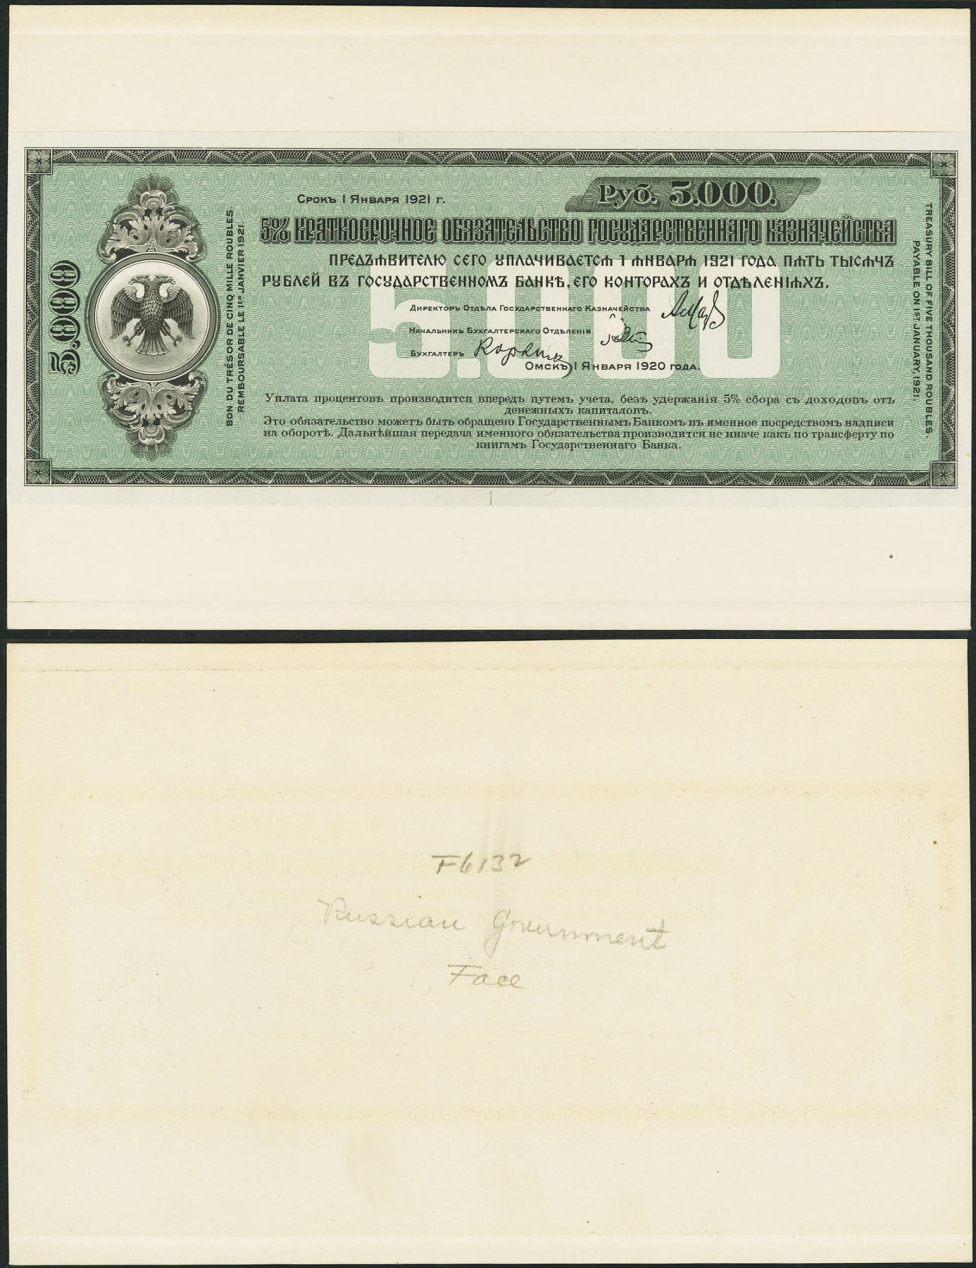 Срокъ 1 Января 1921 г.
Руб. 5.000.
5% КРАТКОСРОЧНОЕ ОБЯЗАТЕЛЬСТВО ГОСУДАРСТВЕННАГО КАЗНАЧЕЙСТВА
ПРЕДЪЯВИТЕЛЮ СЕГО УПЛАЧИВАЕТСЯ 1 ЯНВАРЯ 1921 ГОДА ПЯТЬ ТЫСЯЧЪ
РУБЛЕЙ ВЪ ГОСУДАРСТВЕННОМЪ БАНКѢ, ЕГО КОНТОРАХЪ И ОТДѢЛЕНІЯХЪ.
5.000
Директоръ Отдѣла Государственнаго Казначейства
Начальникъ Бухгалтерскаго Отдѣленія
Бухгалтеръ
Омскъ, 1 Января 1920 года.
Уплата процентовъ производится впередъ путемъ учета, безъ удержанія 5% сбора съ доходовъ отъ
денежныхъ капиталовъ.
Это обязательство можетъ быть обращено Государственнымъ Банкомъ въ именное посредствомъ надписи
на оборотѣ. Дальнѣйшая передача именного обязательства производится не иначе какъ по трансферту по
книгамъ Государственнаго Банка.
5.000
BON DU TRÉSOR DE CINQ MILLE ROUBLES.
REMBOURSABLE LE 1ER JANVIER 1921.
TREASURY BILL OF FIVE THOUSAND ROUBLES.
PAYABLE ON 1ST JANUARY, 1921.
F6132
Russian Government
Face